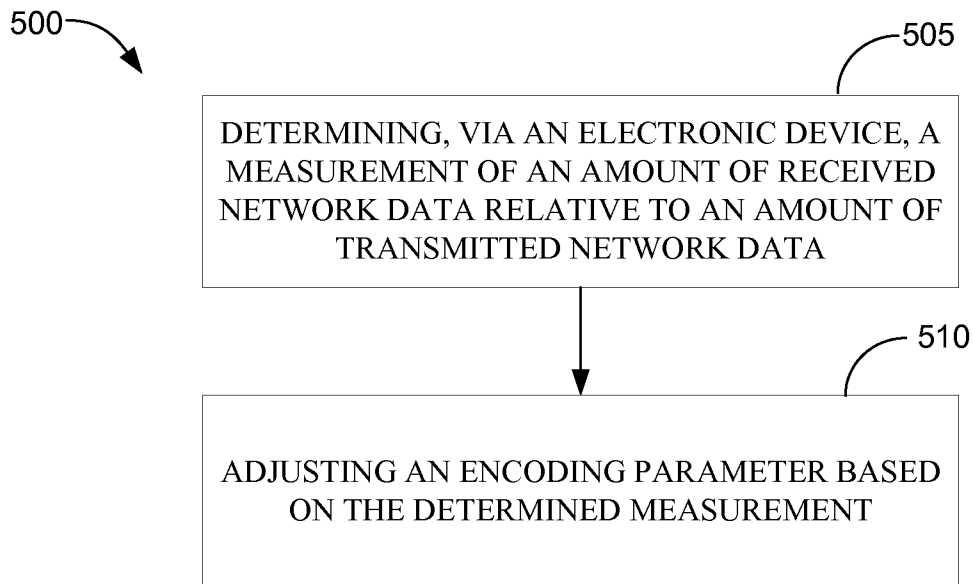 500
505
DETERMINING, VIA AN ELECTRONIC DEVICE, A
MEASUREMENT OF AN AMOUNT OF RECEIVED
NETWORK DATA RELATIVE TO AN AMOUNT OF
TRANSMITTED NETWORK DATA
510
ADJUSTING AN ENCODING PARAMETER BASED
ON THE DETERMINED MEASUREMENT